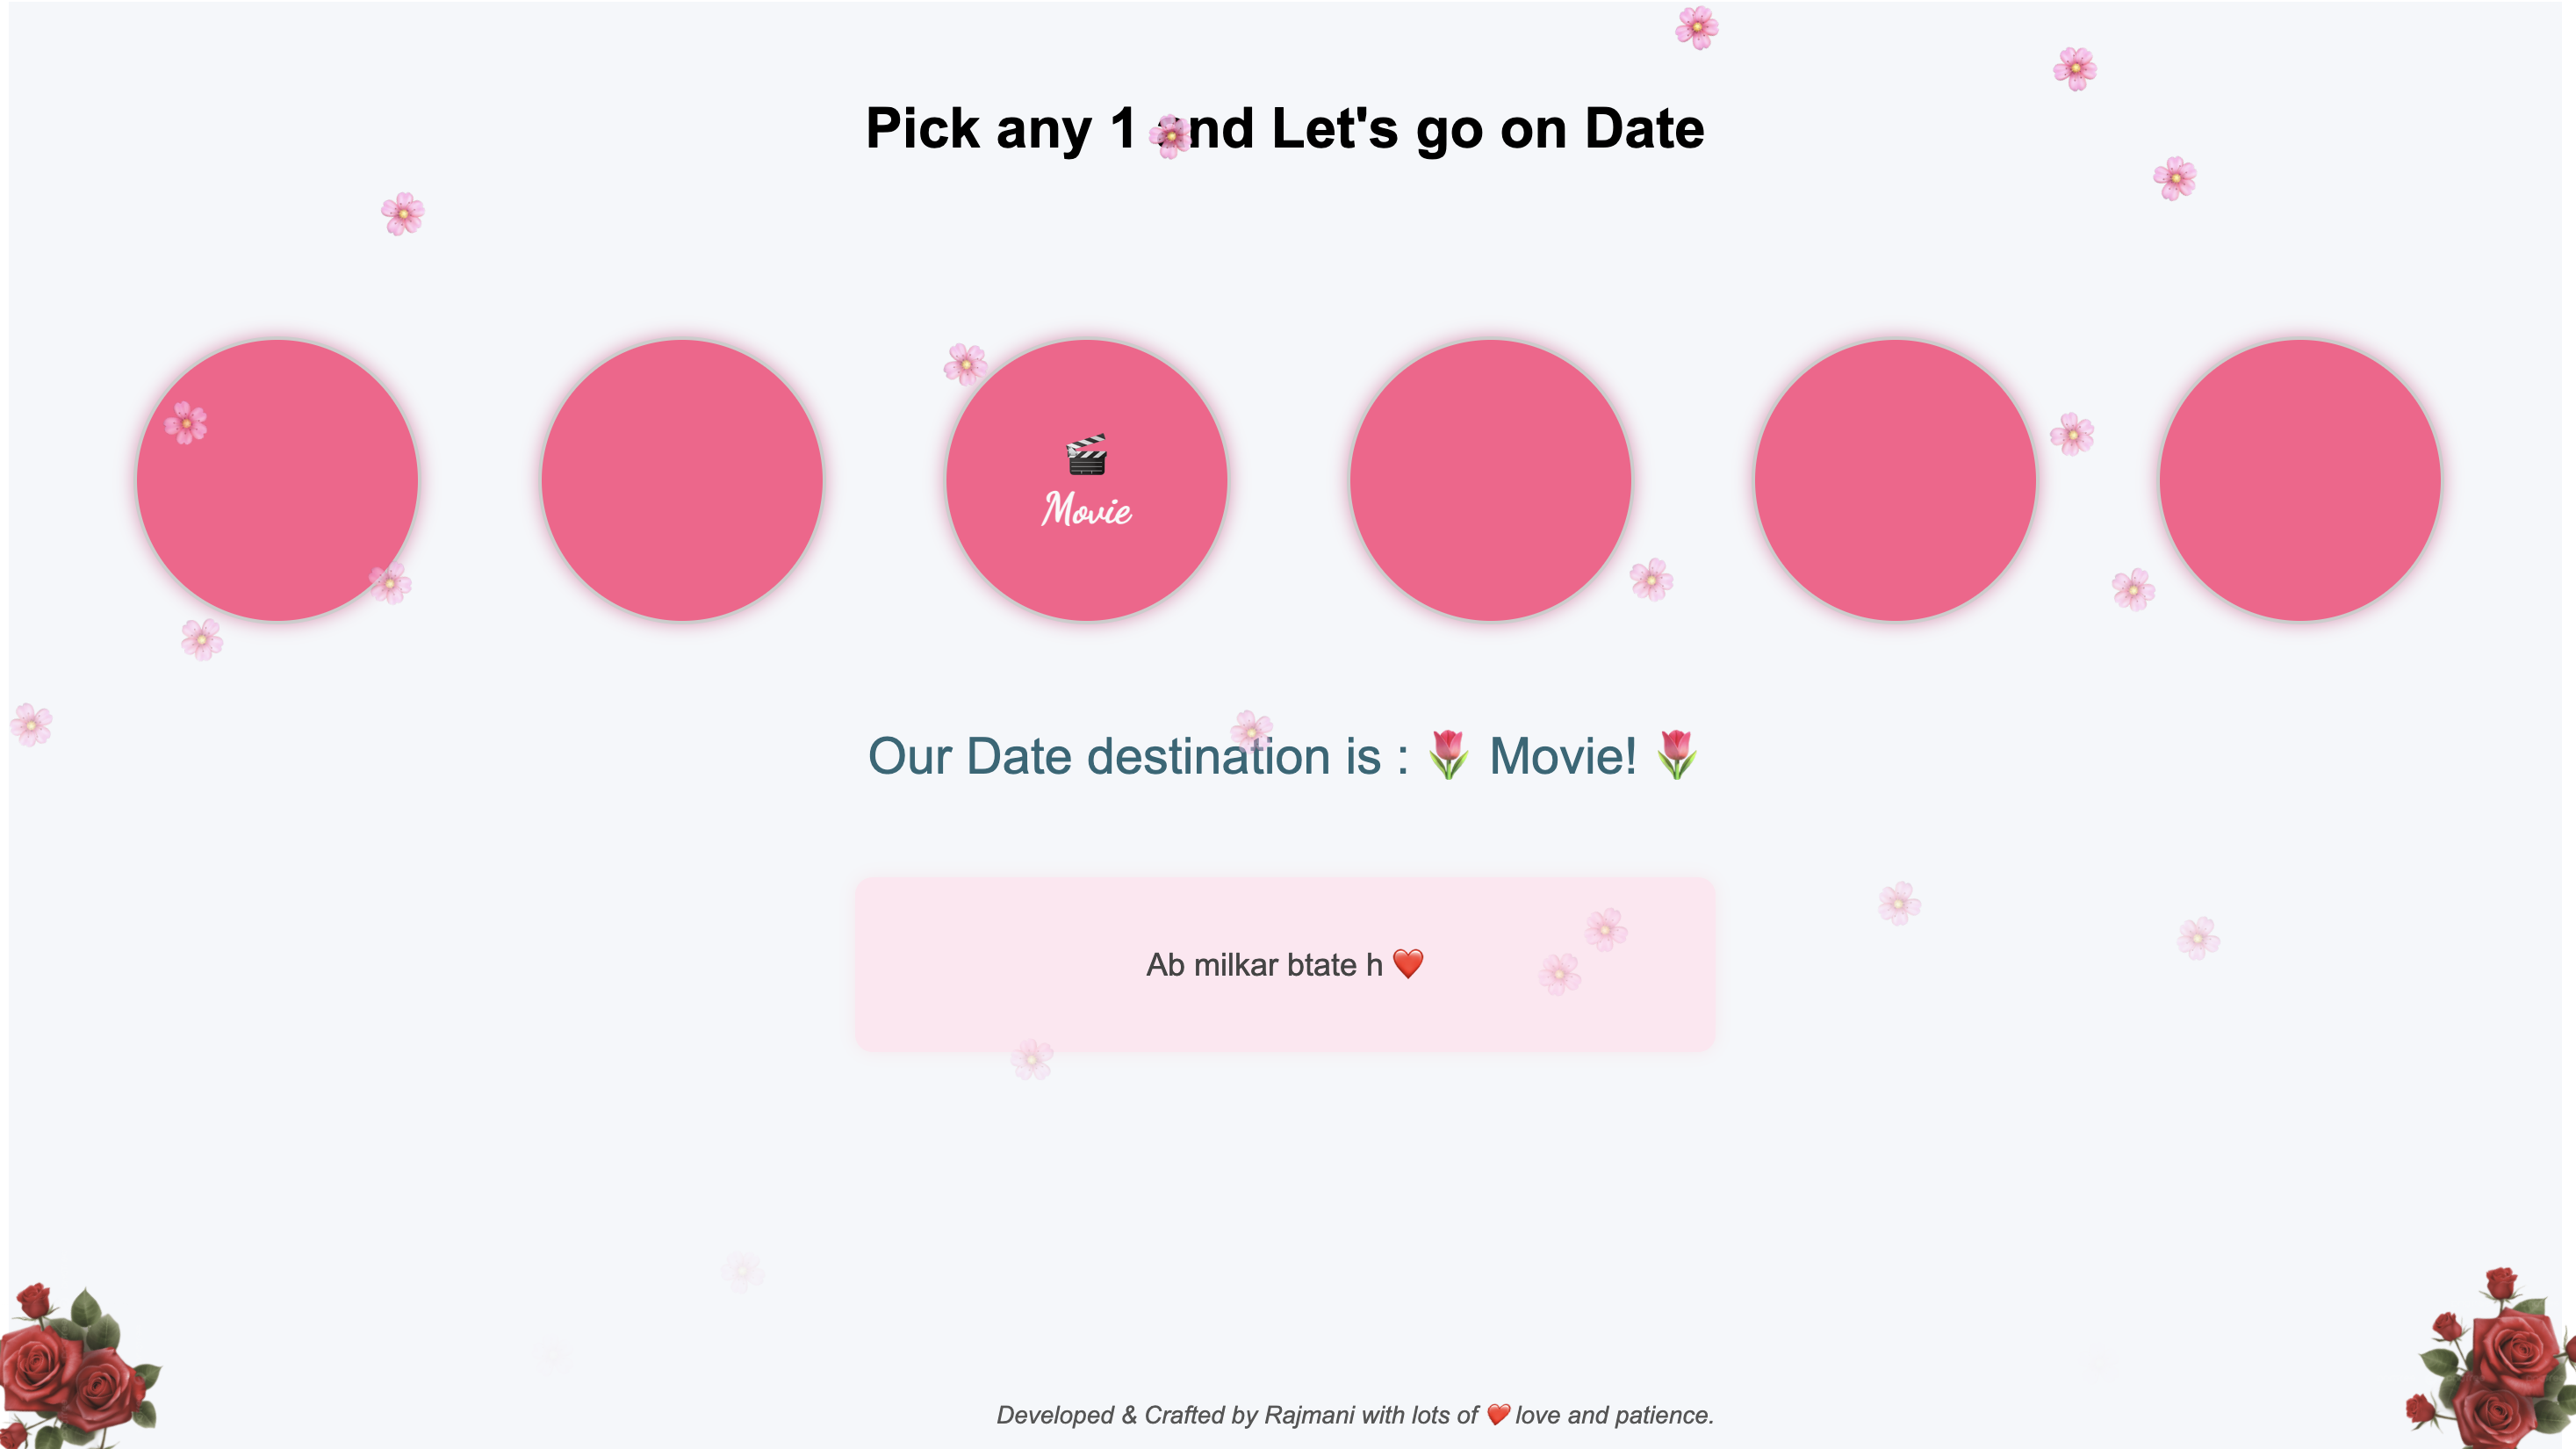 Pick any 1 and Let's go on Date
Movie
Our Date destination is : 🌷 Movie! 🌷
Ab milkar btate h ❤️
Developed & Crafted by Rajmani with lots of ❤️ love and patience.